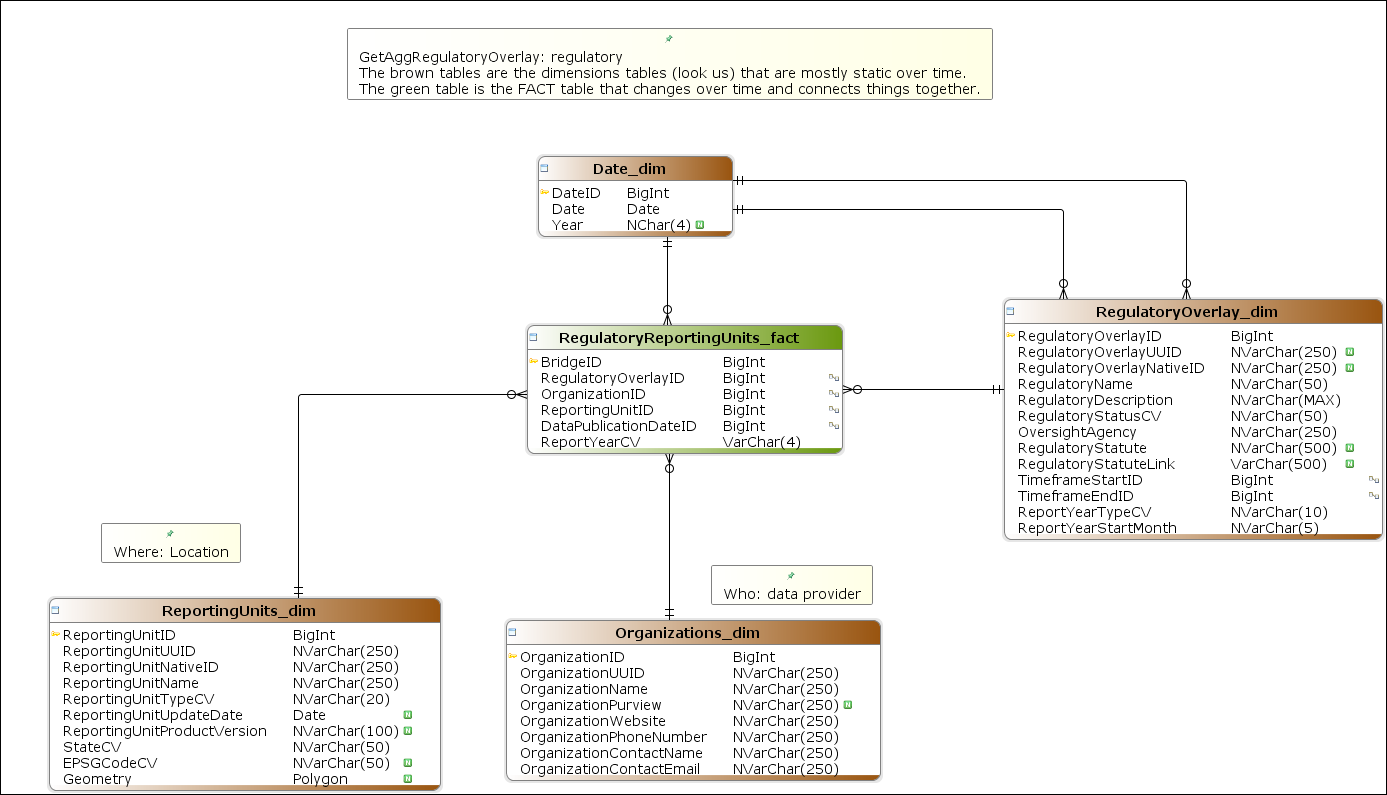 GetAggRegulatoryOverlay: regulatory
The brown tables are the dimensions tables (look us) that are mostly static over time.
The green table is the FACT table that changes over time and connects things together.
Date_dim
DateID BigInt
Date Date
Year NChar(4) N
RegulatoryOverlay_dim
RegulatoryOverlayID BigInt
RegulatoryOverlayUUID NVarChar(250) N
RegulatoryOverlayNativeID NVarChar(250) N
RegulatoryName NVarChar(50)
RegulatoryDescription NVarChar(MAX)
RegulatoryStatusCV NVarChar(50)
OversightAgency NVarChar(250)
RegulatoryStatute NVarChar(500) N
RegulatoryStatuteLink VarChar(500) N
TimeframeStartID BigInt
TimeframeEndID BigInt
ReportYearTypeCV NVarChar(10)
ReportYearStartMonth NVarChar(5)
RegulatoryReportingUnits_fact
BridgeID BigInt
RegulatoryOverlayID BigInt
OrganizationID BigInt
ReportingUnitID BigInt
DataPublicationDateID BigInt
ReportYearCV VarChar(4)
Where: Location
ReportingUnits_dim
ReportingUnitID BigInt
ReportingUnitUUID NVarChar(250)
ReportingUnitNativeID NVarChar(250)
ReportingUnitName NVarChar(250)
ReportingUnitTypeCV NVarChar(20)
ReportingUnitUpdateDate Date N
ReportingUnitProductVersion NVarChar(100) N
StateCV NVarChar(50)
EPSGCodeCV NVarChar(50) N
Geometry Polygon N
Who: data provider
Organizations_dim
OrganizationID BigInt
OrganizationUUID NVarChar(250)
OrganizationName NVarChar(250)
OrganizationPurview NVarChar(250) N
OrganizationWebsite NVarChar(250)
OrganizationPhoneNumber NVarChar(250)
OrganizationContactName NVarChar(250)
OrganizationContactEmail NVarChar(250)